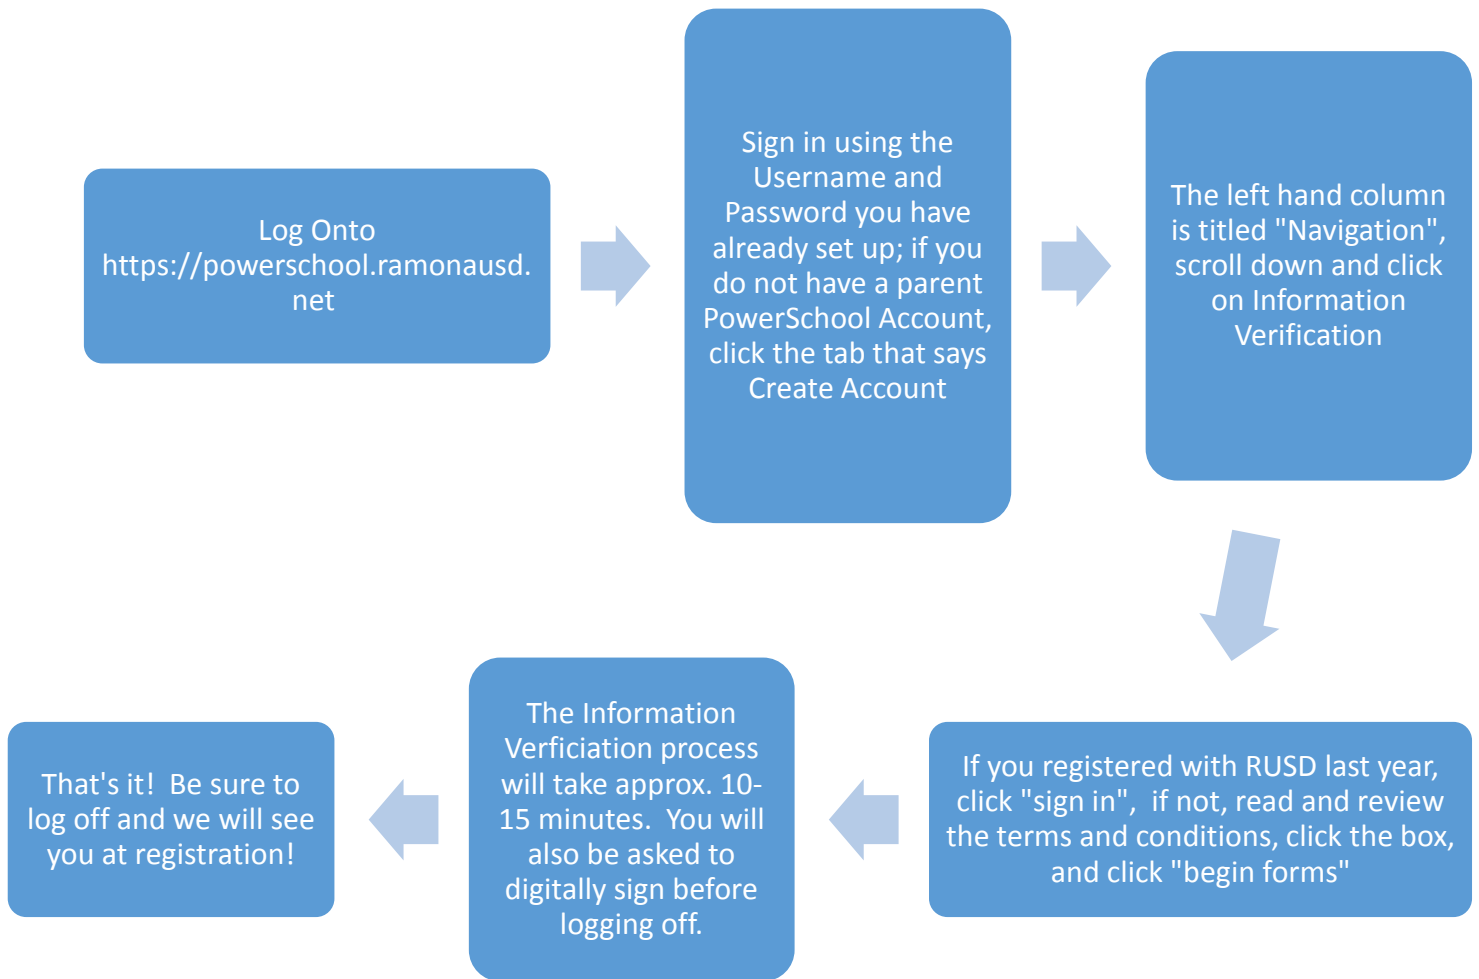 Log Onto
https://powerschool.ramonausd.
net
Sign in using the
Username and
Password you have
already set up; if you
do not have a parent
PowerSchool Account,
click the tab that says
Create Account
The left hand column
is titled "Navigation",
scroll down and click
on Information
Verification
If you registered with RUSD last year,
click "sign in",  if not, read and review
the terms and conditions, click the box,
and click "begin forms"
The Information
Verficiation process
will take approx. 10-
15 minutes.  You will
also be asked to
digitally sign before
logging off.
That's it!  Be sure to
log off and we will see
you at registration!